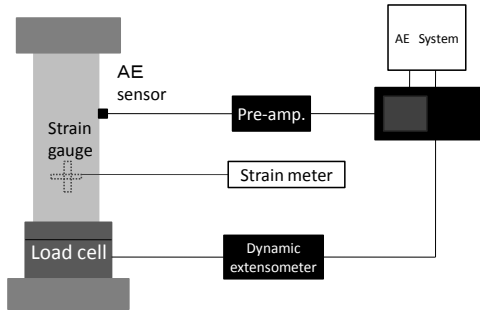 AE System
AE
sensor
Pre-amp.
Strain
gauge
Strain meter
Load cell
Dynamic
extensometer